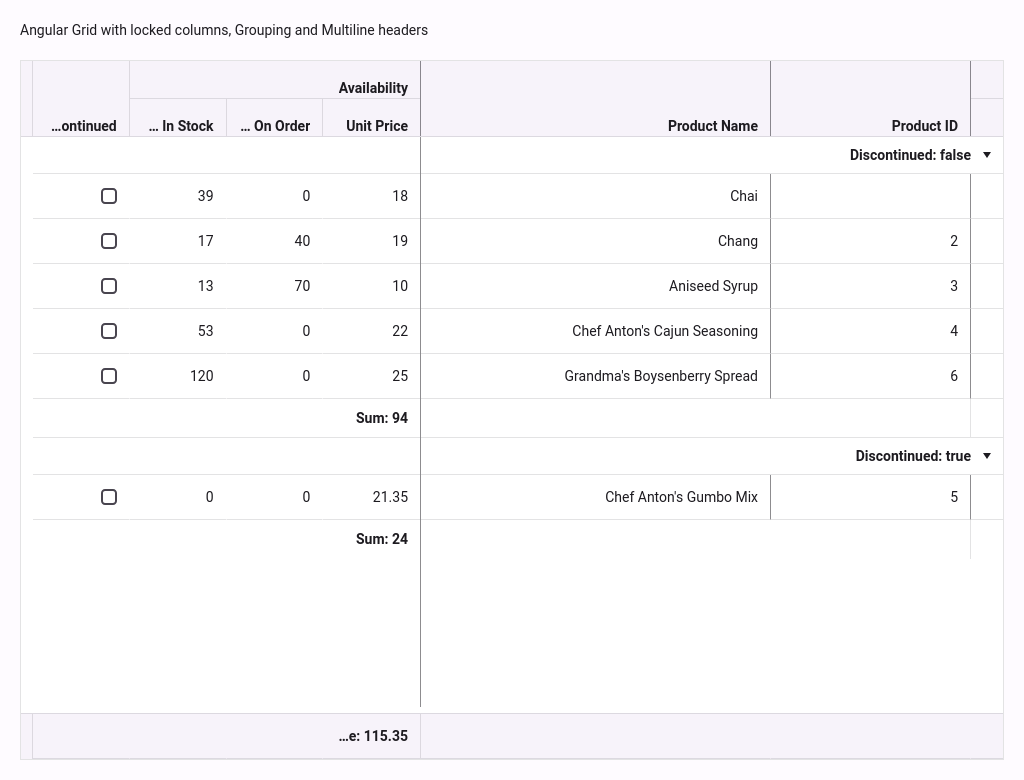 Angular Grid with locked columns, Grouping and Multiline headers
Availability
...ontinued ... In Stock ... On Order Unit Price Product Name Product ID
Discontinued: false
39 0 18 Chai
17 40 19 Chang 2
13 70 10 Aniseed Syrup 3
53 0 22 Chef Anton's Cajun Seasoning 4
120 0 25 Grandma's Boysenberry Spread 6
Sum: 94
Discontinued: true
0 0 21.35 Chef Anton's Gumbo Mix 5
Sum: 24
...e: 115.35